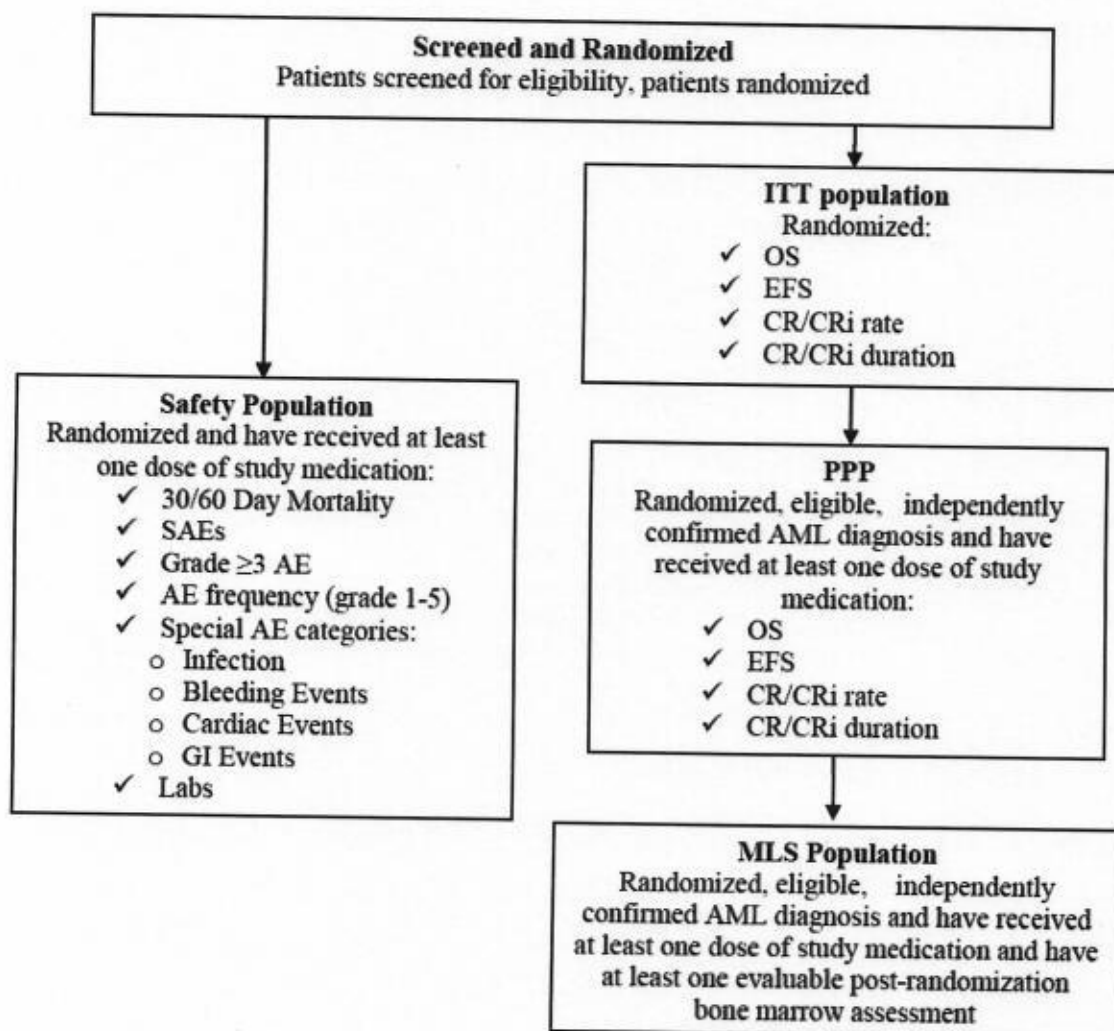 Screened and Randomized
Patients screened for eligibility, patients randomized
ITT population
Randomized:
✓ OS
✓ EFS
✓ CR/CRi rate
✓ CR/CRi duration
Safety Population
Randomized and have received at least
one dose of study medication:
✓ 30/60 Day Mortality
✓ SAEs
✓ Grade ≥3 AE
✓ AE frequency (grade 1-5)
✓ Special AE categories:
o Infection
o Bleeding Events
o Cardiac Events
o GI Events
✓ Labs
PPP
Randomized, eligible, independently
confirmed AML diagnosis and have
received at least one dose of study
medication:
✓ OS
✓ EFS
✓ CR/CRi rate
✓ CR/CRi duration
MLS Population
Randomized, eligible, independently
confirmed AML diagnosis and have received
at least one dose of study medication and have
at least one evaluable post-randomization
bone marrow assessment